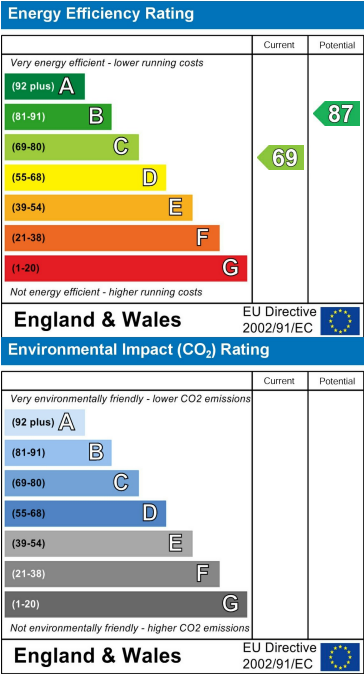 Energy Efficiency Rating
Current Potential
Very energy efficient - lower running costs
(92 plus) A
(81-91) B
87
(69-80) C
69
(55-68) D
(39-54) E
(21-38) F
(1-20) G
Not energy efficient - higher running costs
England & Wales
EU Directive
2002/91/EC
Environmental Impact (CO₂) Rating
Current Potential
Very environmentally friendly - lower CO2 emissions
(92 plus) A
(81-91) B
(69-80) C
(55-68) D
(39-54) E
(21-38) F
(1-20) G
Not environmentally friendly - higher CO2 emissions
England & Wales
EU Directive
2002/91/EC